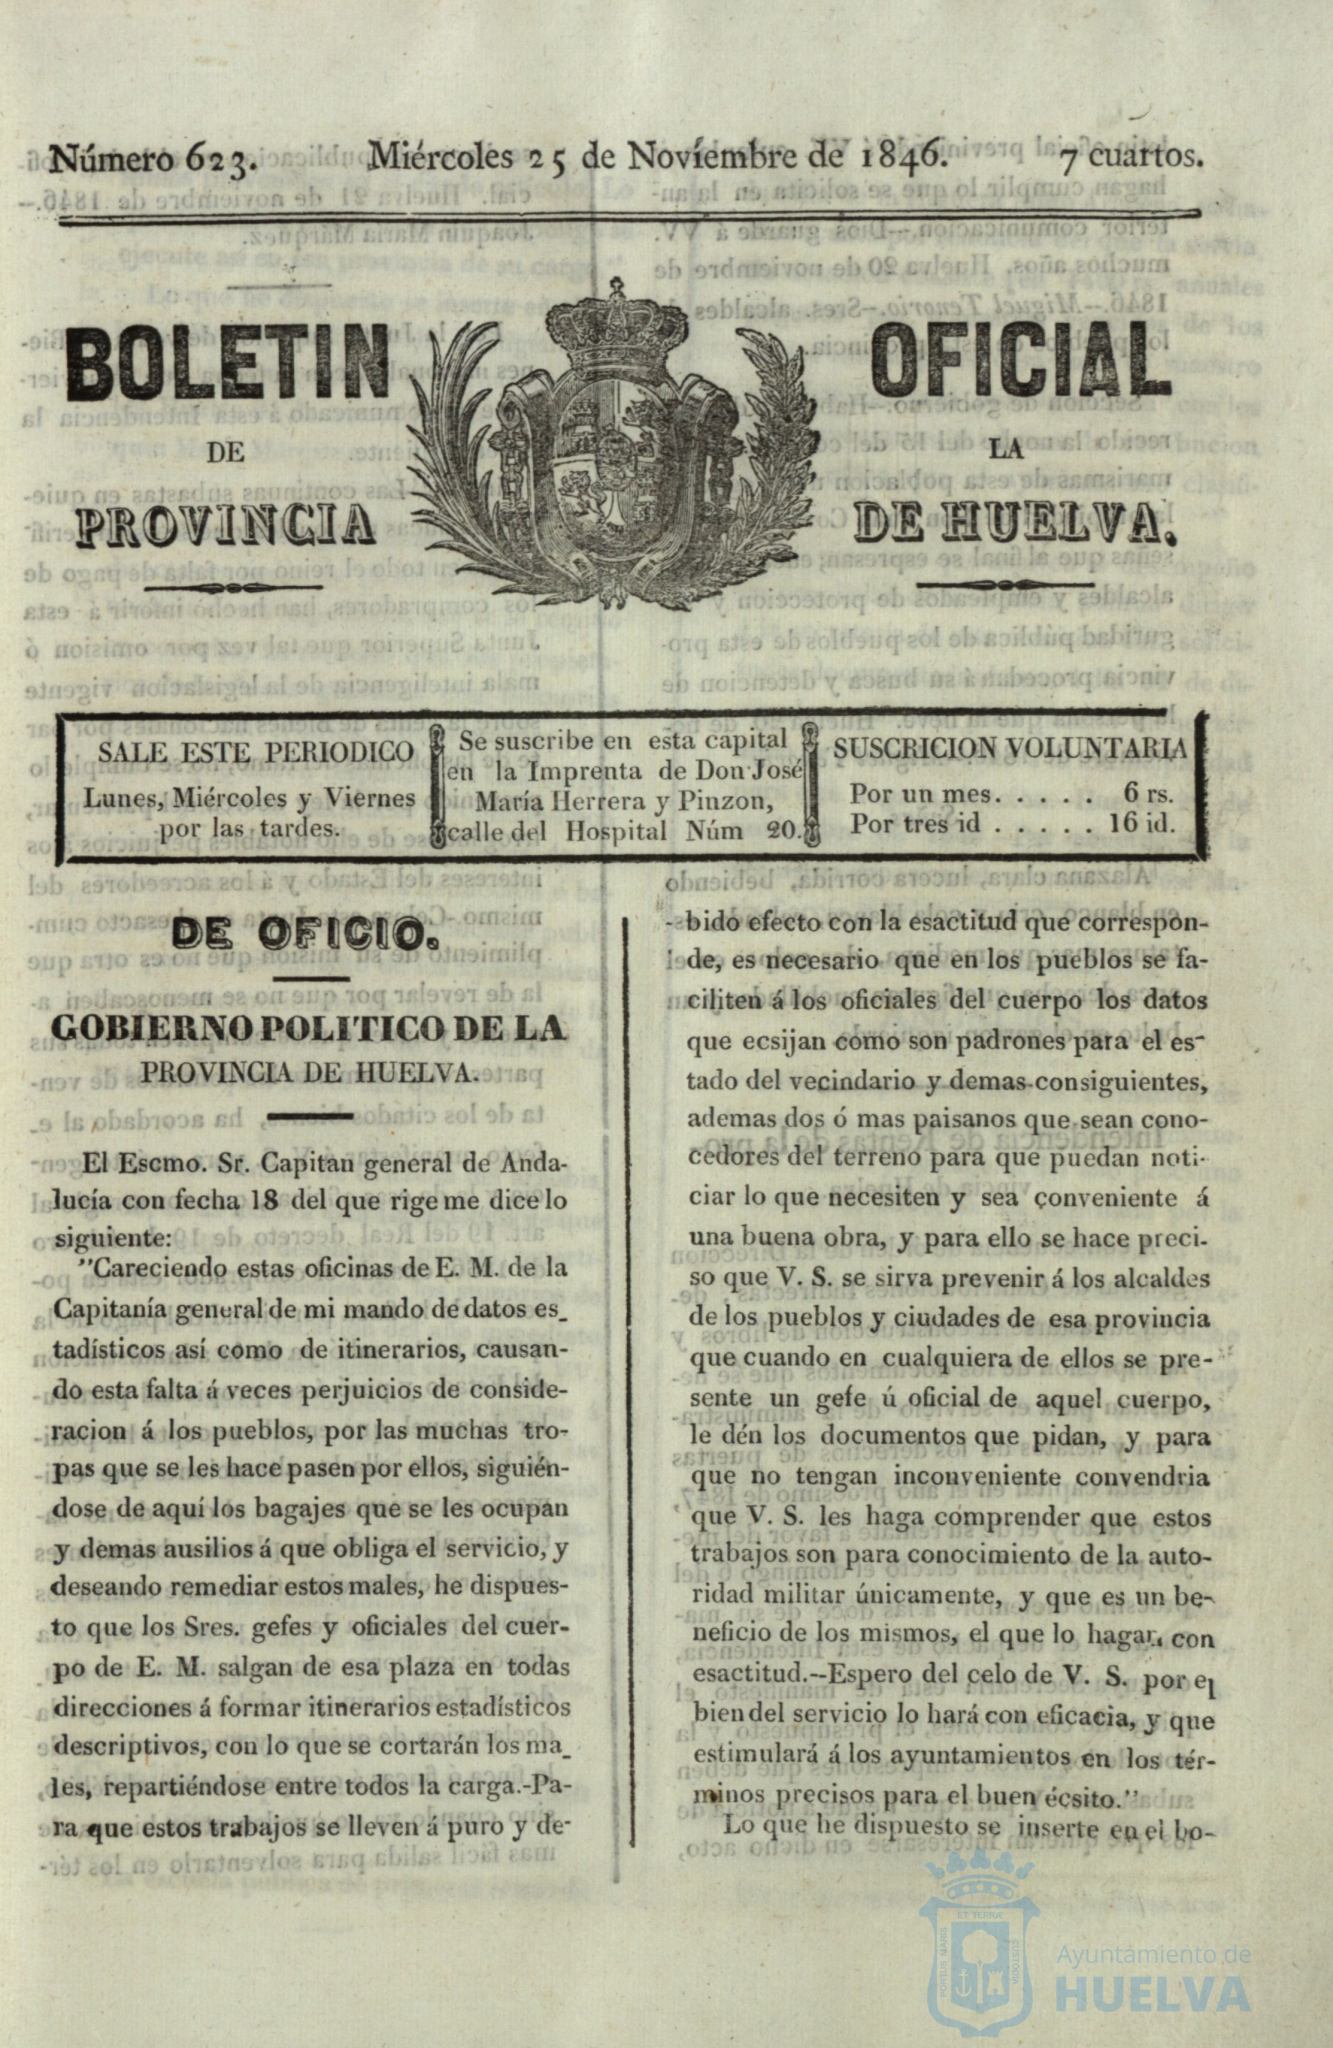 Número 623. Miércoles 25 de Noviembre de 1846. 7 cuartos.
BOLETIN OFICIAL
DE LA
PROVINCIA DE HUELVA.
SALE ESTE PERIODICO
Lunes, Miércoles y Viernes
por las tardes.
Se suscribe en esta capital
en la Imprenta de Don José
María Herrera y Pinzon,
calle del Hospital Núm 20.
SUSCRICION VOLUNTARIA
Por un mes. . . . . 6 rs.
Por tres id . . . . . 16 id.
DE OFICIO.
GOBIERNO POLITICO DE LA
PROVINCIA DE HUELVA.
El Escmo. Sr. Capitan general de Anda-
lucía con fecha 18 del que rige me dice lo
siguiente:
"Careciendo estas oficinas de E. M. de la
Capitanía general de mi mando de datos es_
tadísticos así como de itinerarios, causan-
do esta falta á veces perjuicios de conside-
racion á los pueblos, por las muchas tro-
pas que se les hace pasen por ellos, siguién-
dose de aquí los bagajes que se les ocupan
y demas ausilios á que obliga el servicio, y
deseando remediar estos males, he dispues-
to que los Sres. gefes y oficiales del cuer-
po de E. M. salgan de esa plaza en todas
direcciones á formar itinerarios estadísticos
descriptivos, con lo que se cortarán los ma_
les, repartiéndose entre todos la carga.-Pa-
ra que estos trabajos se lleven á puro y de-
bido efecto con la esactitud que correspon-
de, es necesario que en los pueblos se fa-
ciliten á los oficiales del cuerpo los datos
que ecsijan como son padrones para el es-
tado del vecindario y demas consiguientes,
ademas dos ó mas paisanos que sean cono-
cedores del terreno para que puedan noti-
ciar lo que necesiten y sea conveniente á
una buena obra, y para ello se hace preci-
so que V. S. se sirva prevenir á los alcaldes
de los pueblos y ciudades de esa provincia
que cuando en cualquiera de ellos se pre-
sente un gefe ú oficial de aquel cuerpo,
le dén los documentos que pidan, y para
que no tengan inconveniente convendria
que V. S. les haga comprender que estos
trabajos son para conocimiento de la auto-
ridad militar únicamente, y que es un be-
neficio de los mismos, el que lo hagan con
esactitud.--Espero del celo de V. S. por el
bien del servicio lo hará con eficacia, y que
estimulará á los ayuntamientos en los tér-
minos precisos para el buen écsito."
Lo que he dispuesto se inserte en el bo-
PORTUS MARIS ET TERRÆ CUSTODIA
Ayuntamiento de
HUELVA